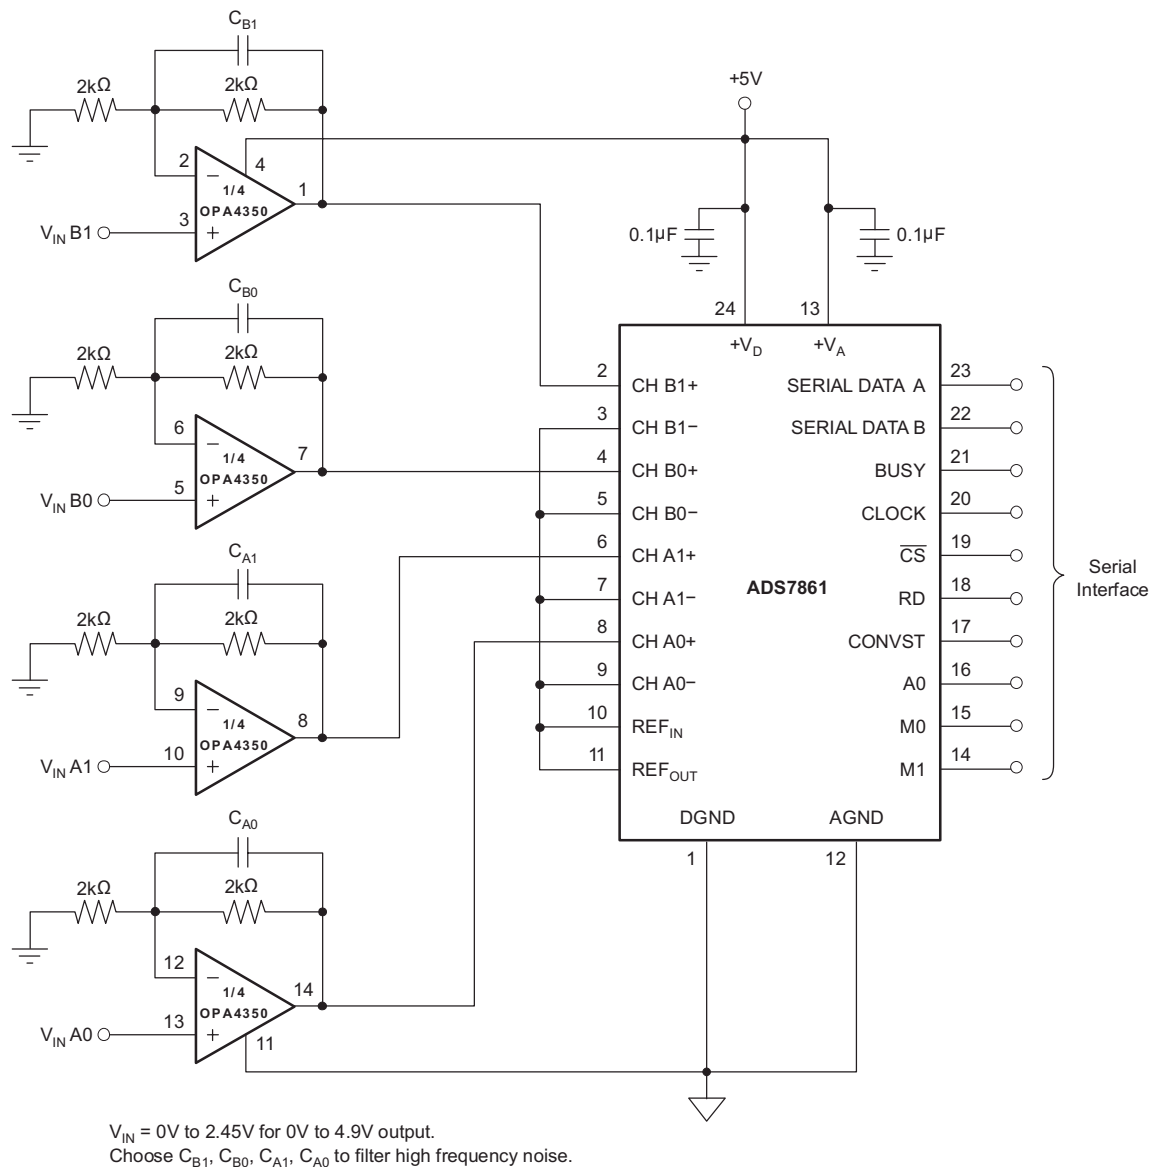 C_B1
2kΩ
2kΩ
+5V
2
−
4
1
1/4
OPA4350
3
+
V_IN B1
0.1µF
0.1µF
C_B0
2kΩ
2kΩ
24
13
+V_D
+V_A
2
CH B1+
SERIAL DATA A
23
3
CH B1−
SERIAL DATA B
22
6
−
7
1/4
OPA4350
5
+
V_IN B0
4
CH B0+
BUSY
21
5
CH B0−
CLOCK
20
6
CH A1+
CS
19
ADS7861
Serial
Interface
7
CH A1−
RD
18
8
CH A0+
CONVST
17
9
CH A0−
A0
16
10
REF_IN
M0
15
11
REF_OUT
M1
14
C_A1
2kΩ
2kΩ
9
−
8
1/4
OPA4350
10
+
V_IN A1
DGND
AGND
1
12
C_A0
2kΩ
2kΩ
12
−
14
1/4
OPA4350
13
+
11
V_IN A0
V_IN = 0V to 2.45V for 0V to 4.9V output.
Choose C_B1, C_B0, C_A1, C_A0 to filter high frequency noise.